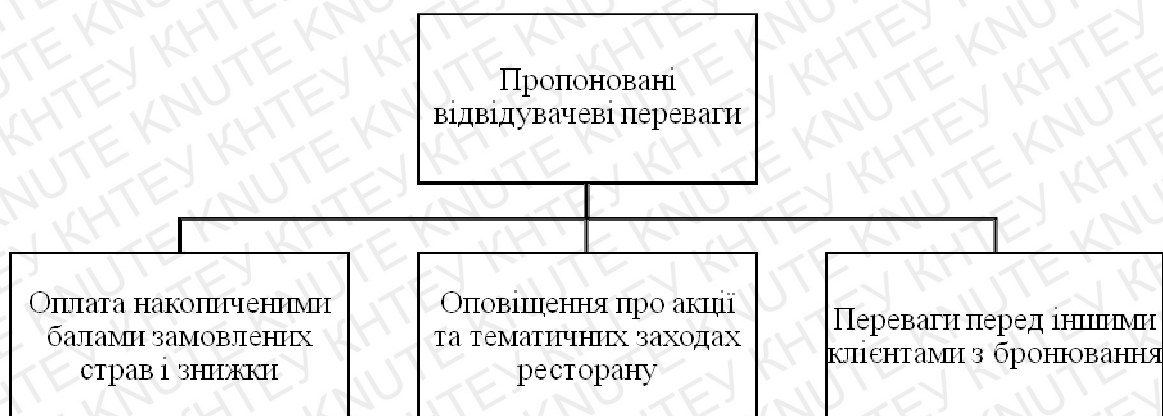 Пропоновані
відвідувачеві переваги
Оплата накопиченими
балами замовлених
страв і знижки
Оповіщення про акції
та тематичних заходах
ресторану
Переваги перед іншими
клієнтами з бронювання